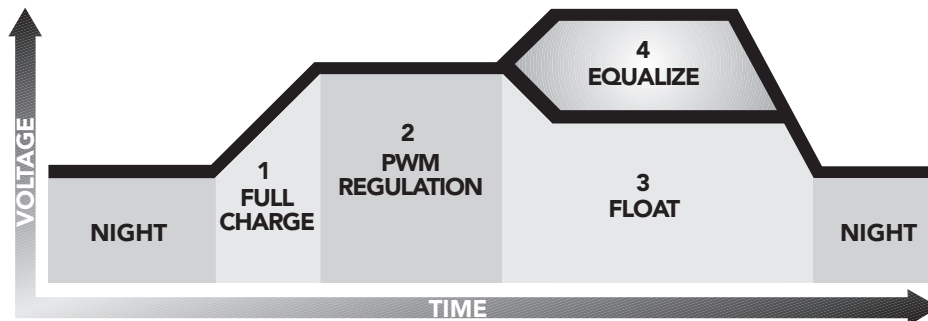 VOLTAGE
NIGHT
1
FULL
CHARGE
2
PWM
REGULATION
4
EQUALIZE
3
FLOAT
NIGHT
TIME